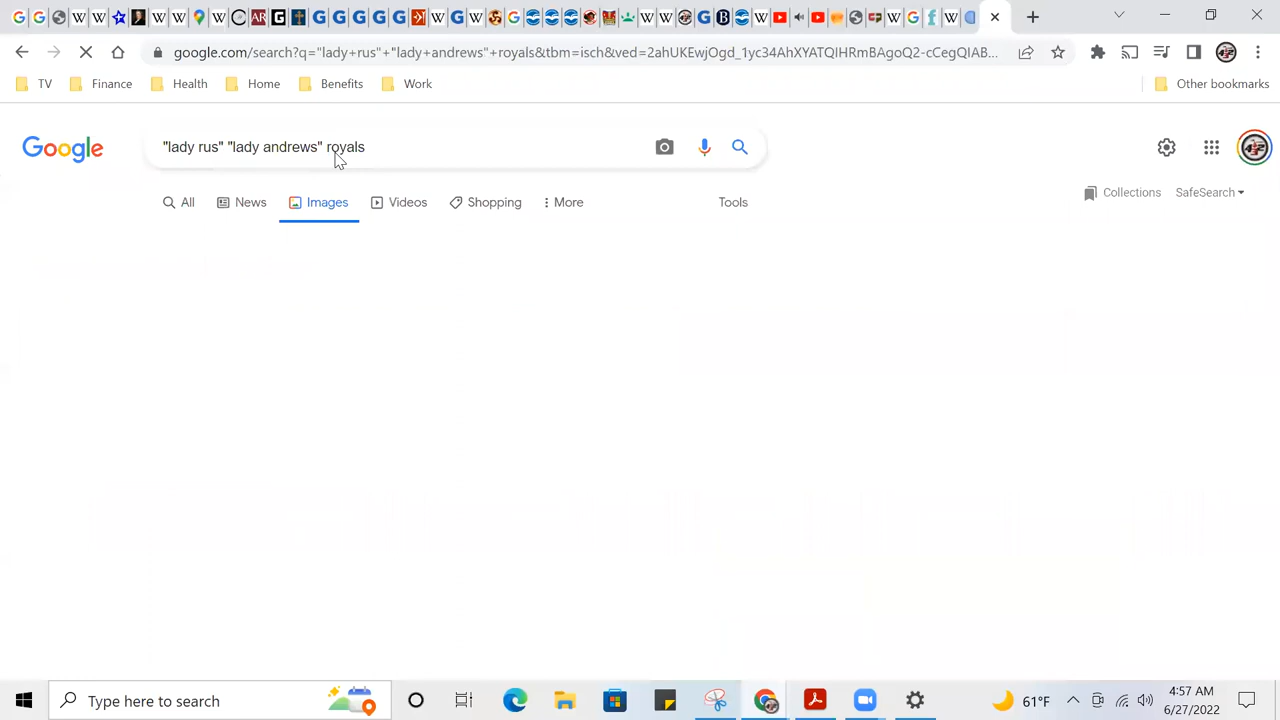 google.com/search?q="lady+rus"+"lady+andrews"+royals&tbm=isch&ved=2ahUKEwjOgd_1yc34AhXYATQIHRmBAgoQ2-cCegQIAB...
TV Finance Health Home Benefits Work Other bookmarks
Google "lady rus" "lady andrews" royals
All News Images Videos Shopping More Tools Collections SafeSearch
Type here to search 61°F 4:57 AM
6/27/2022